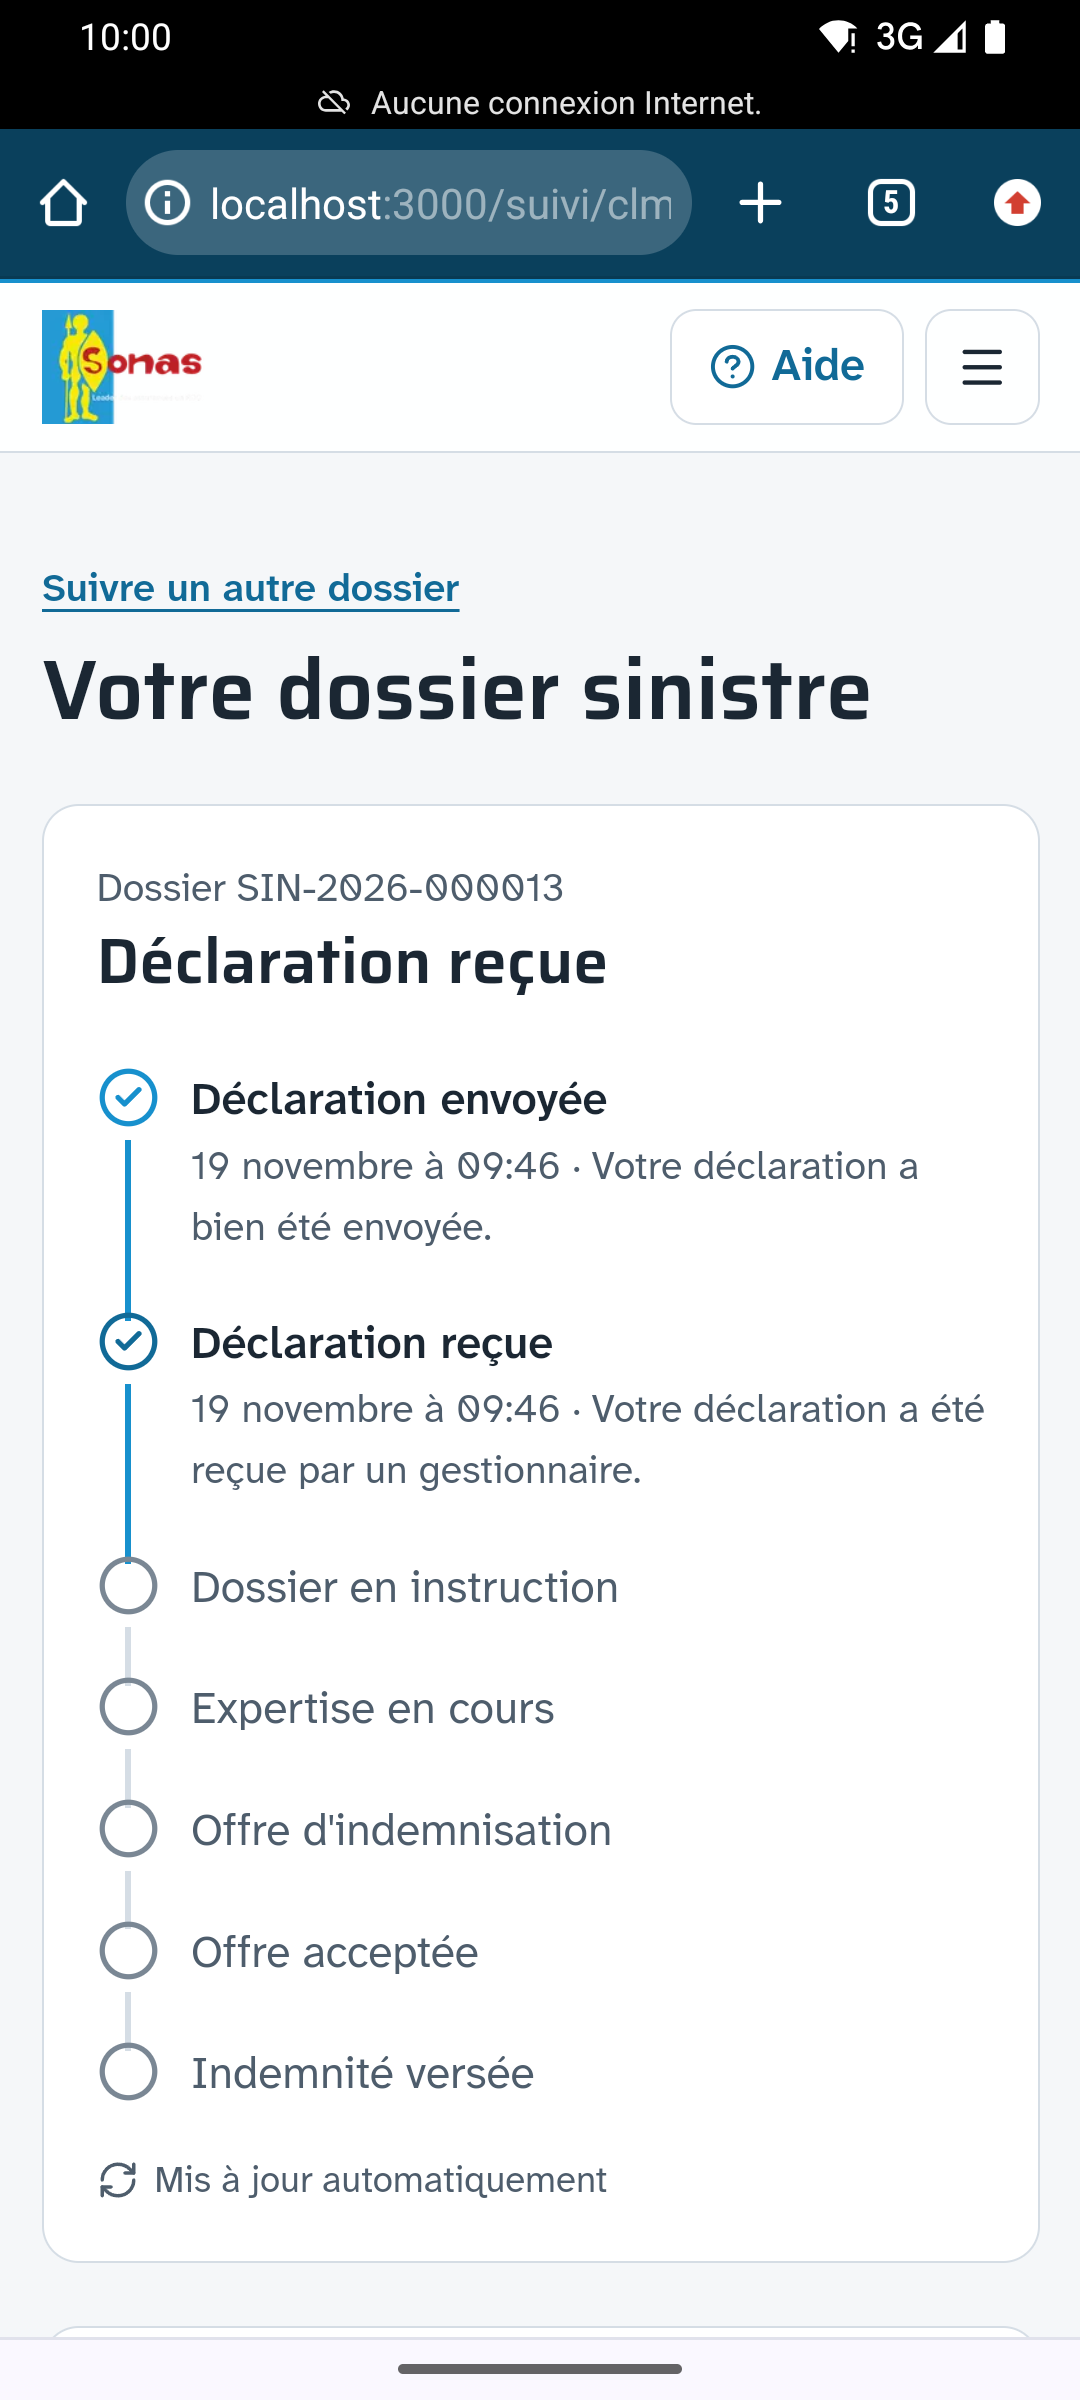 10:00
3G
Aucune connexion Internet.
localhost:3000/suivi/clm
5
Sonas
Aide
Suivre un autre dossier
Votre dossier sinistre
Dossier SIN-2026-000013
Déclaration reçue
Déclaration envoyée
19 novembre à 09:46 · Votre déclaration a
bien été envoyée.
Déclaration reçue
19 novembre à 09:46 · Votre déclaration a été
reçue par un gestionnaire.
Dossier en instruction
Expertise en cours
Offre d'indemnisation
Offre acceptée
Indemnité versée
Mis à jour automatiquement